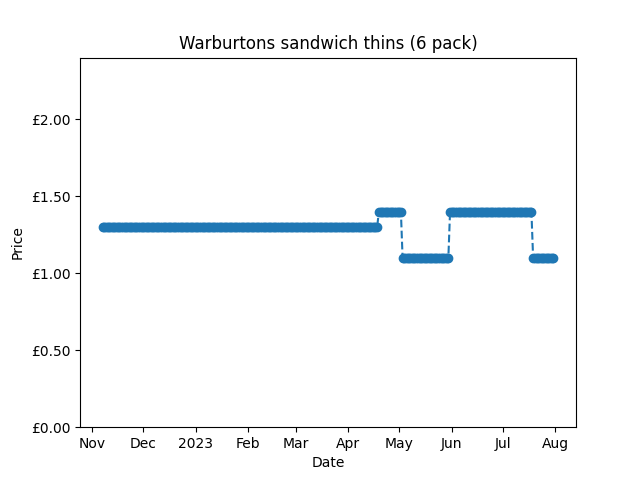 Warburtons sandwich thins (6 pack)
£2.00
£1.50
£1.00
£0.50
£0.00
Price
Nov Dec 2023 Feb Mar Apr May Jun Jul Aug
Date